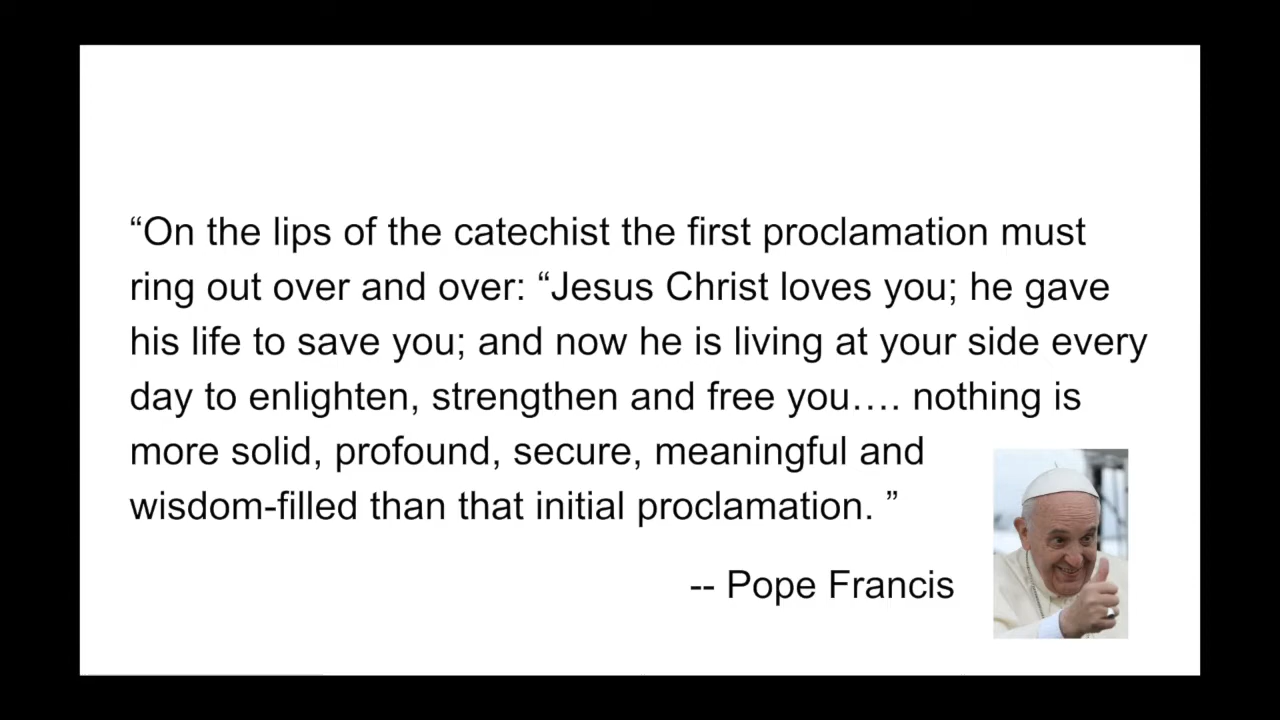 “On the lips of the catechist the first proclamation must
ring out over and over: “Jesus Christ loves you; he gave
his life to save you; and now he is living at your side every
day to enlighten, strengthen and free you…. nothing is
more solid, profound, secure, meaningful and
wisdom-filled than that initial proclamation. ”
-- Pope Francis